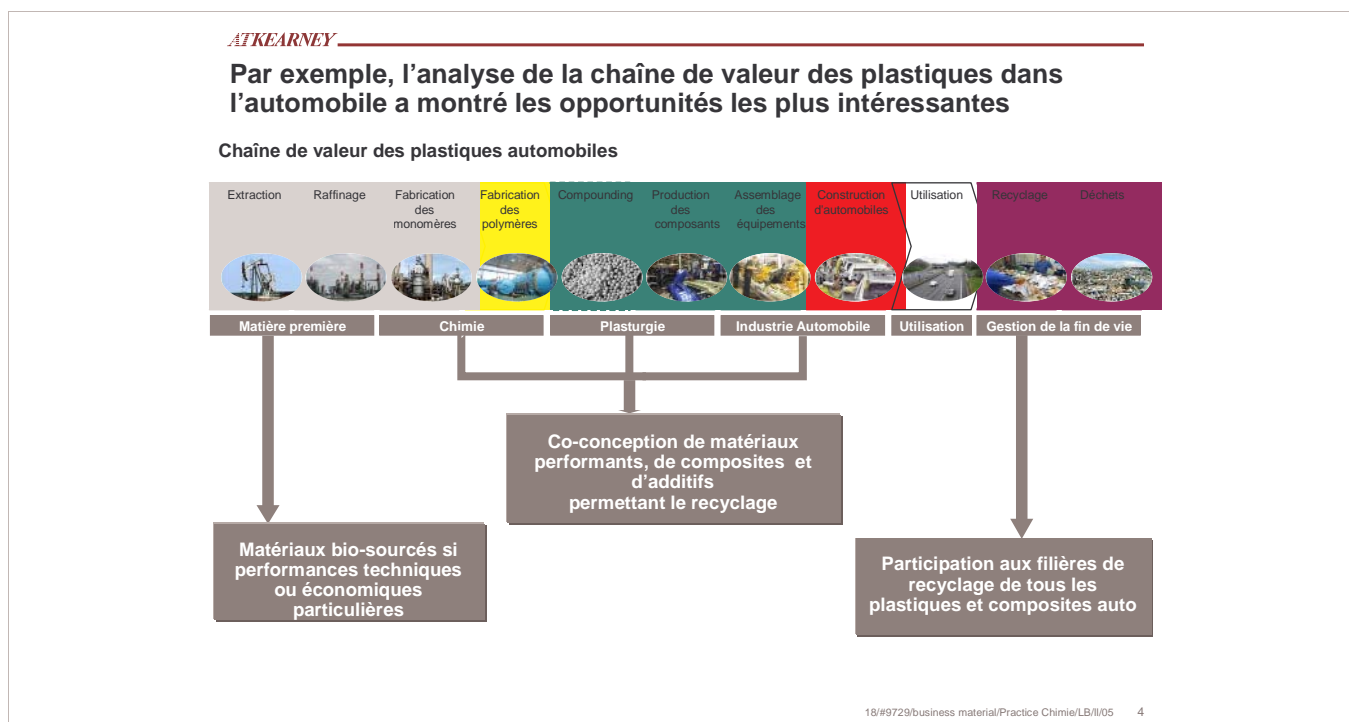 ATKEARNEY
Par exemple, l'analyse de la chaîne de valeur des plastiques dans
l'automobile a montré les opportunités les plus intéressantes
Chaîne de valeur des plastiques automobiles
Extraction
Raffinage
Fabrication
des
monomères
Fabrication
des
polymères
Compounding
Production
des
composants
Assemblage
des
équipements
Construction
d'automobiles
Utilisation
Recyclage
Déchets
Matière première
Chimie
Plasturgie
Industrie Automobile
Utilisation
Gestion de la fin de vie
Co-conception de matériaux
performants, de composites et
d'additifs
permettant le recyclage
Matériaux bio-sourcés si
performances techniques
ou économiques
particulières
Participation aux filières de
recyclage de tous les
plastiques et composites auto
18/#9729/business material/Practice Chimie/LB/ll/05 4